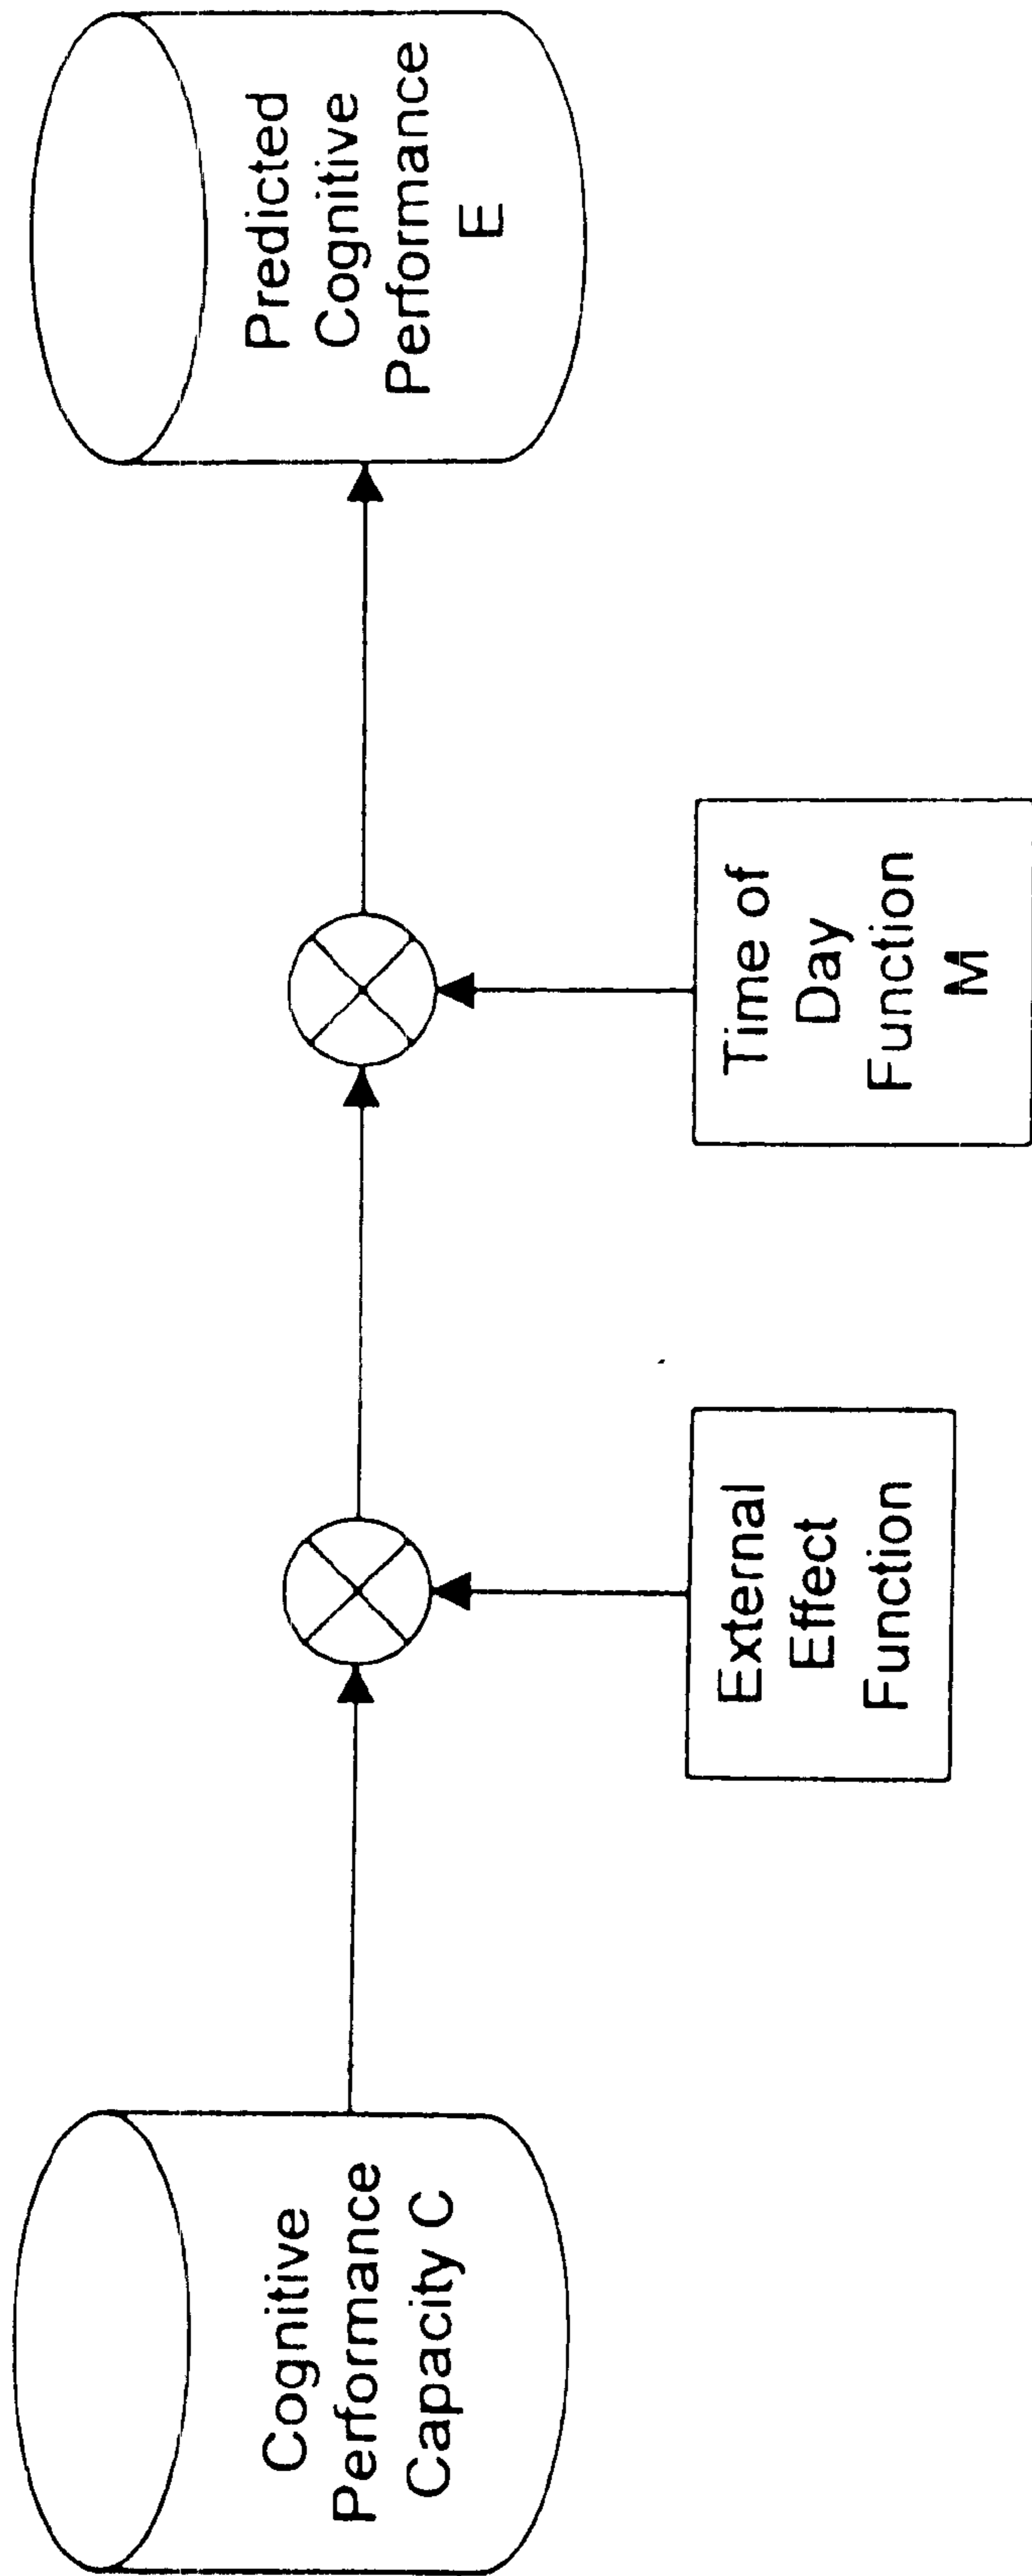 Cognitive
Performance
Capacity C
External
Effect
Function
Time of
Day
Function
M
Predicted
Cognitive
Performance
E